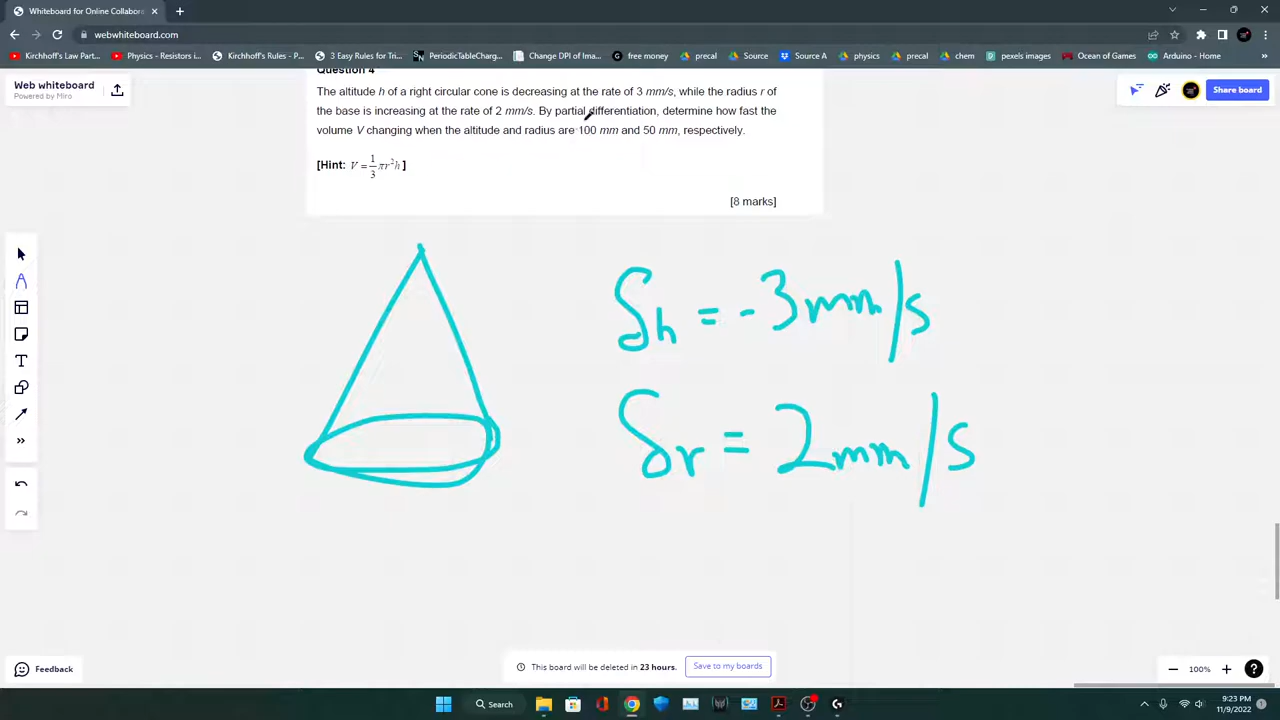 Whiteboard for Online Collabor
webwhiteboard.com
Kirchhoff's Law Part...
Physics - Resistors i...
Kirchhoff's Rules - P...
3 Easy Rules for Tri...
PeriodicTableCharg...
Change DPI of Ima...
free money
precal
Source
Source A
physics
precal
chem
pexels images
Ocean of Games
Arduino - Home
Web whiteboard
Powered by Miro
Share board
Question 4
The altitude h of a right circular cone is decreasing at the rate of 3 mm/s, while the radius r of
the base is increasing at the rate of 2 mm/s. By partial differentiation, determine how fast the
volume V changing when the altitude and radius are 100 mm and 50 mm, respectively.
[Hint: V = 1/3 πr²h ]
[8 marks]
δh = -3mm/s
δr = 2mm/s
Feedback
This board will be deleted in 23 hours.
Save to my boards
100%
Search
9:23 PM
11/9/2022